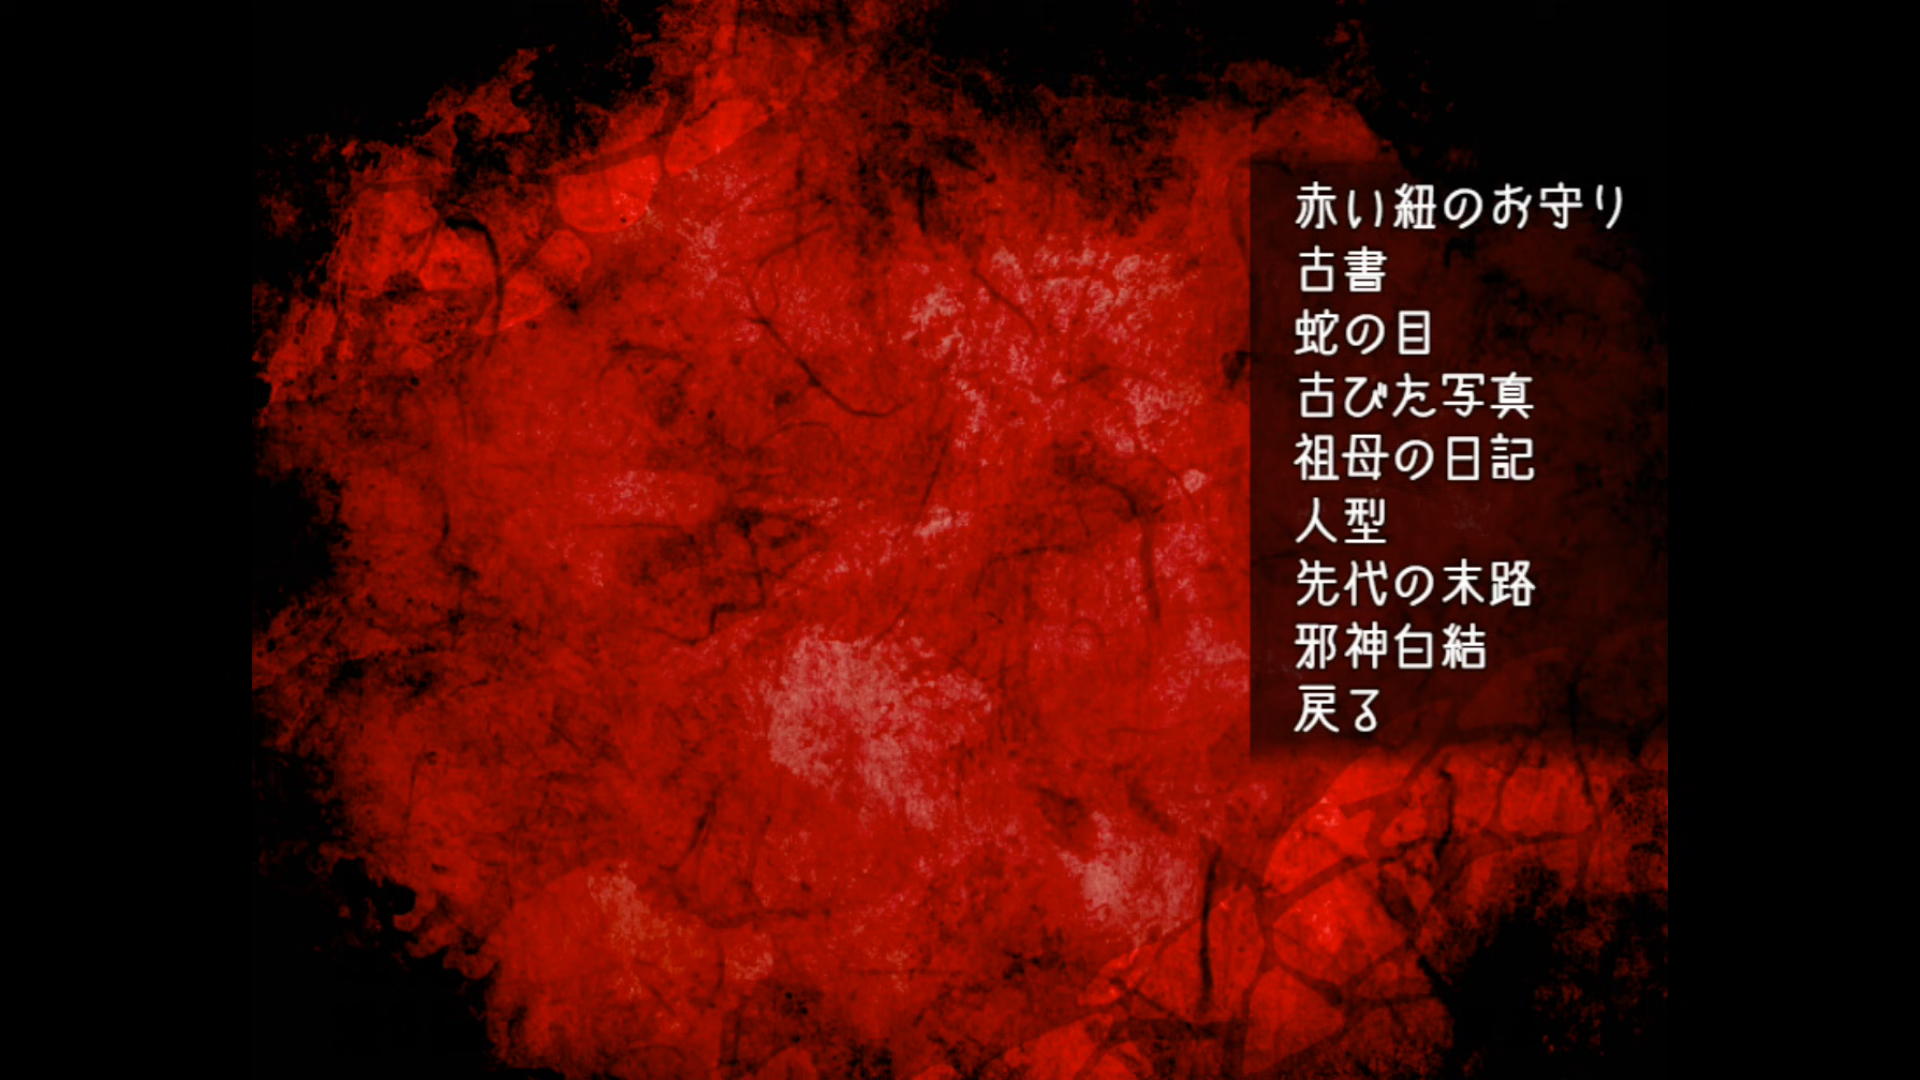 赤い紐のお守り
古書
蛇の目
古びた写真
祖母の日記
人型
先代の末路
邪神白結
戻る